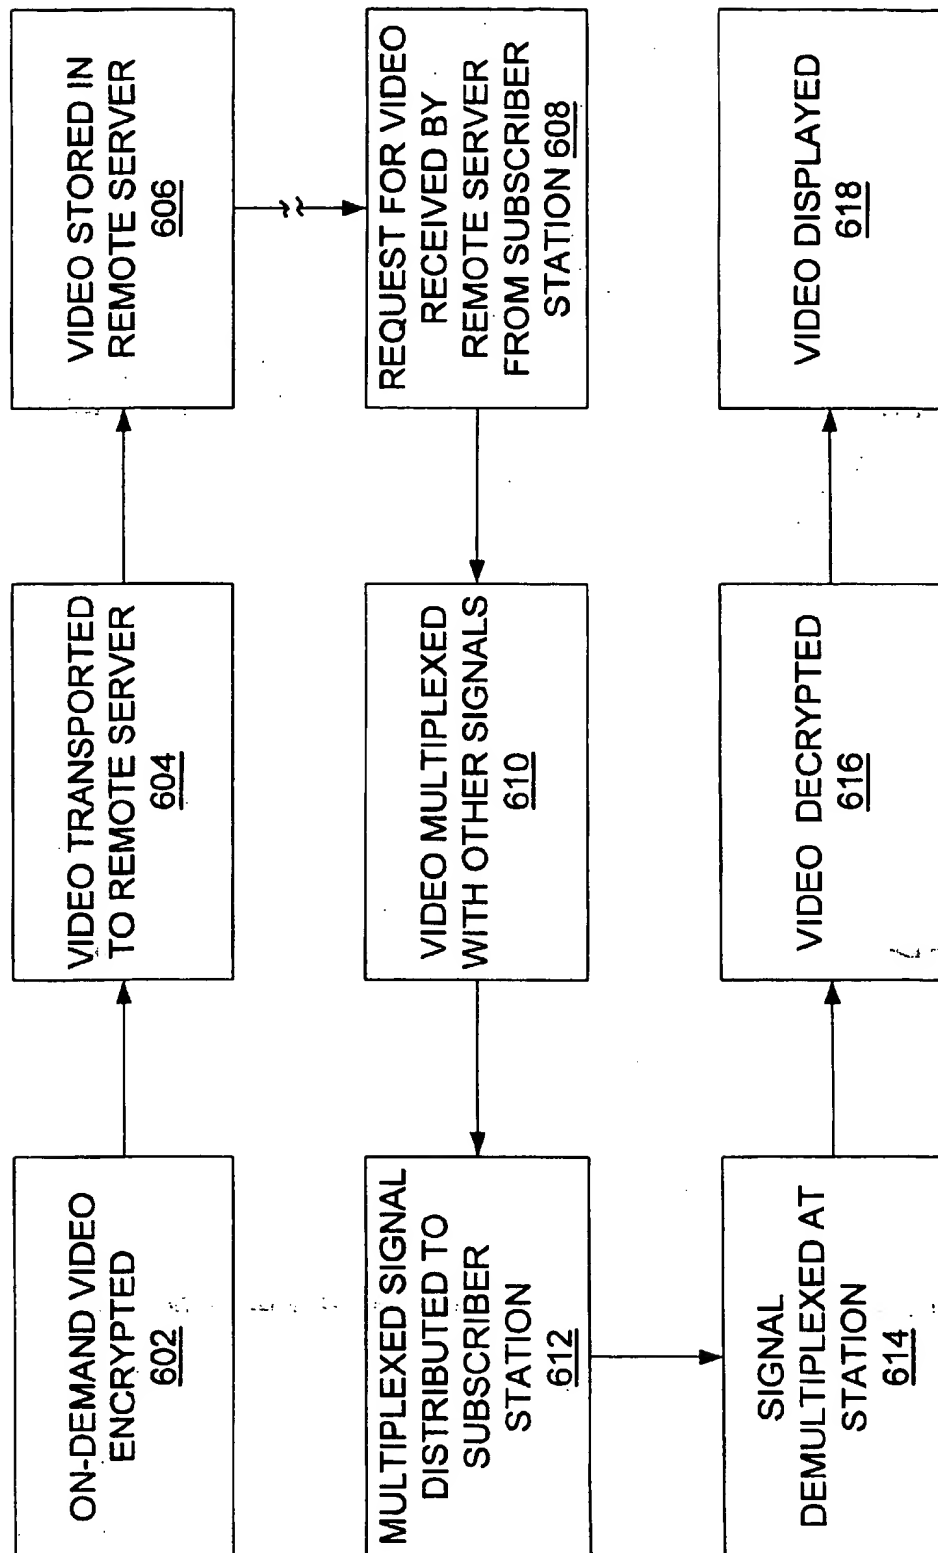 ON-DEMAND VIDEO
ENCRYPTED
602
VIDEO TRANSPORTED
TO REMOTE SERVER
604
VIDEO STORED IN
REMOTE SERVER
606
REQUEST FOR VIDEO
RECEIVED BY
REMOTE SERVER
FROM SUBSCRIBER
STATION 608
VIDEO MULTIPLEXED
WITH OTHER SIGNALS
610
MULTIPLEXED SIGNAL
DISTRIBUTED TO
SUBSCRIBER
STATION
612
SIGNAL
DEMULTIPLEXED AT
STATION
614
VIDEO DECRYPTED
616
VIDEO DISPLAYED
618